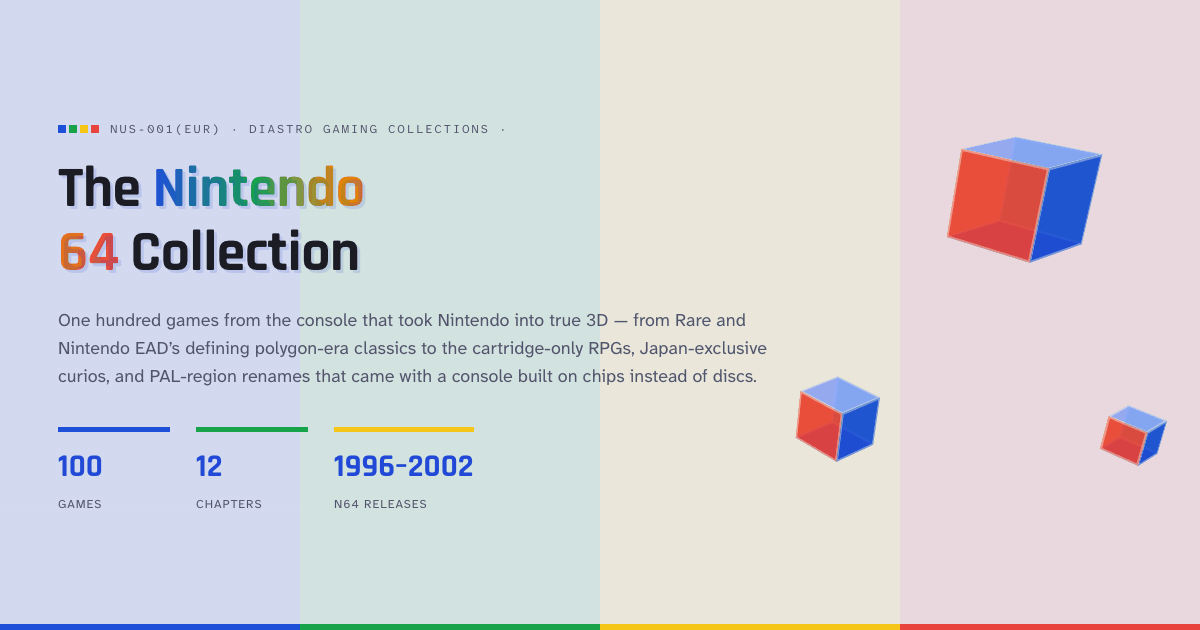 NUS-001(EUR) · DIASTRO GAMING COLLECTIONS ·
The Nintendo
64 Collection
One hundred games from the console that took Nintendo into true 3D — from Rare and
Nintendo EAD’s defining polygon-era classics to the cartridge-only RPGs, Japan-exclusive
curios, and PAL-region renames that came with a console built on chips instead of discs.
100 12 1996–2002
GAMES CHAPTERS N64 RELEASES